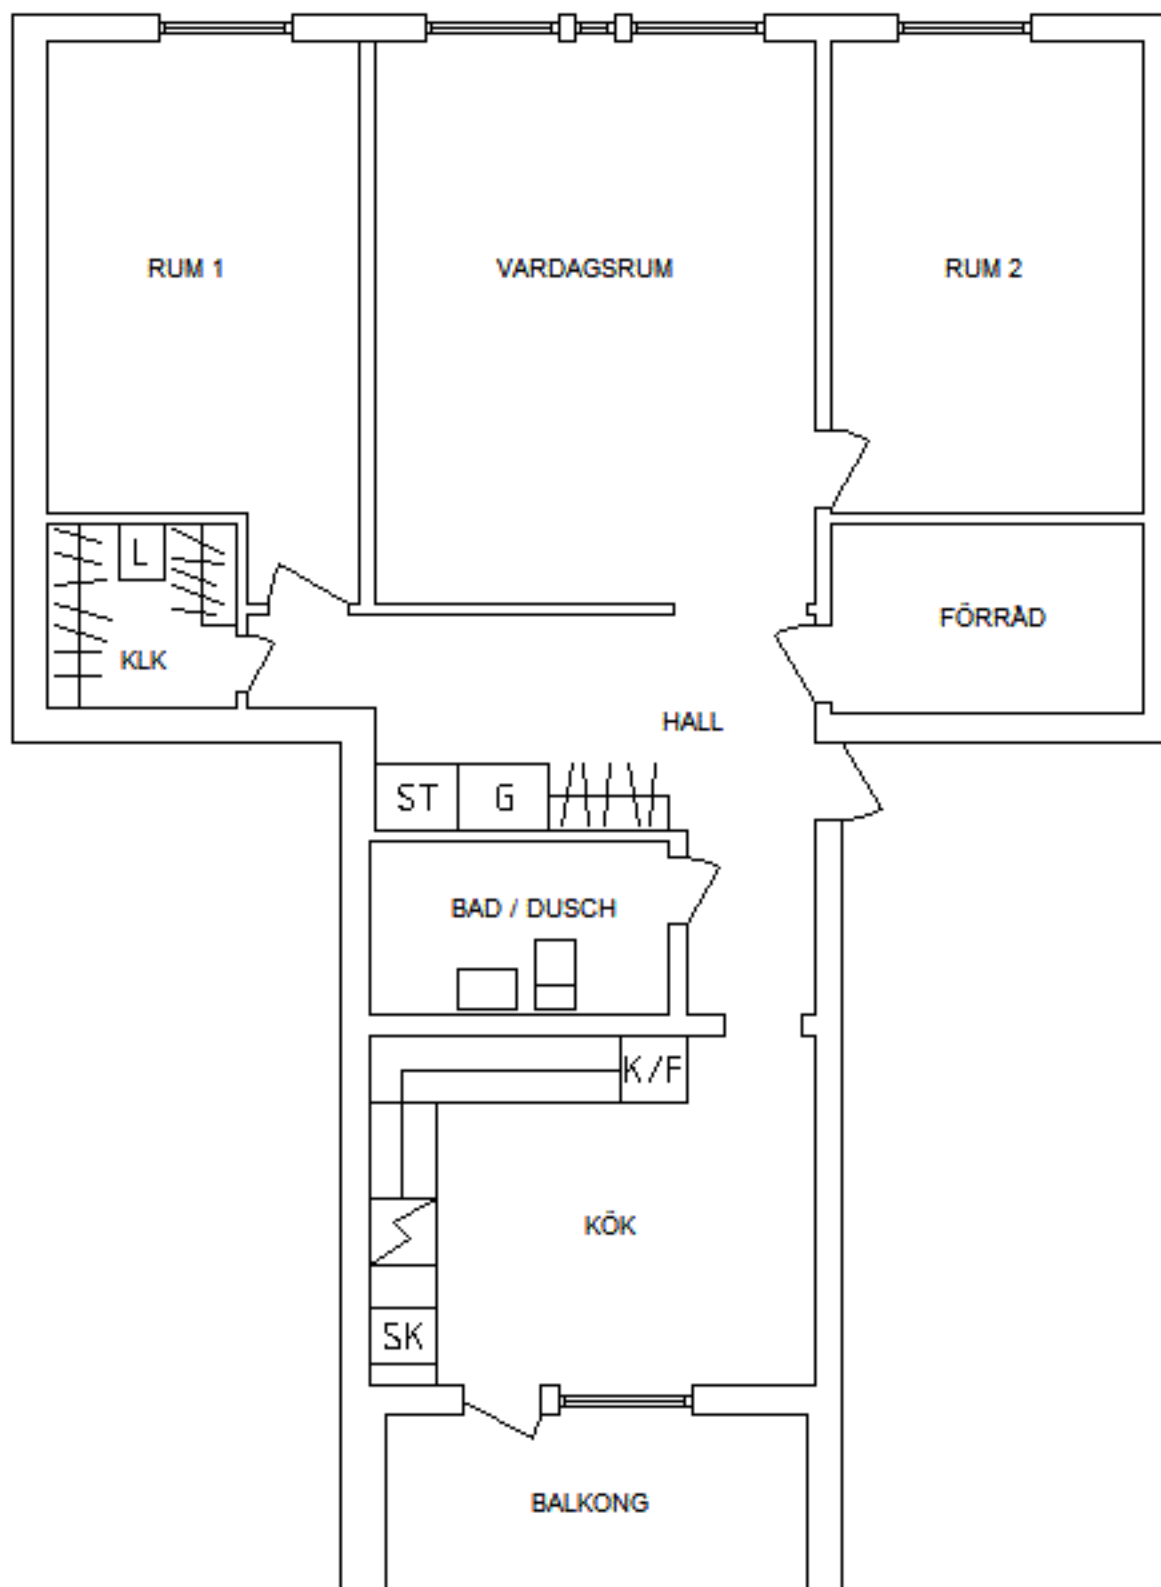 RUM 1
VARDAGSRUM
RUM 2
L
FÖRRÅD
KLK
HALL
ST
G
BAD / DUSCH
K/F
KÖK
SK
BALKONG